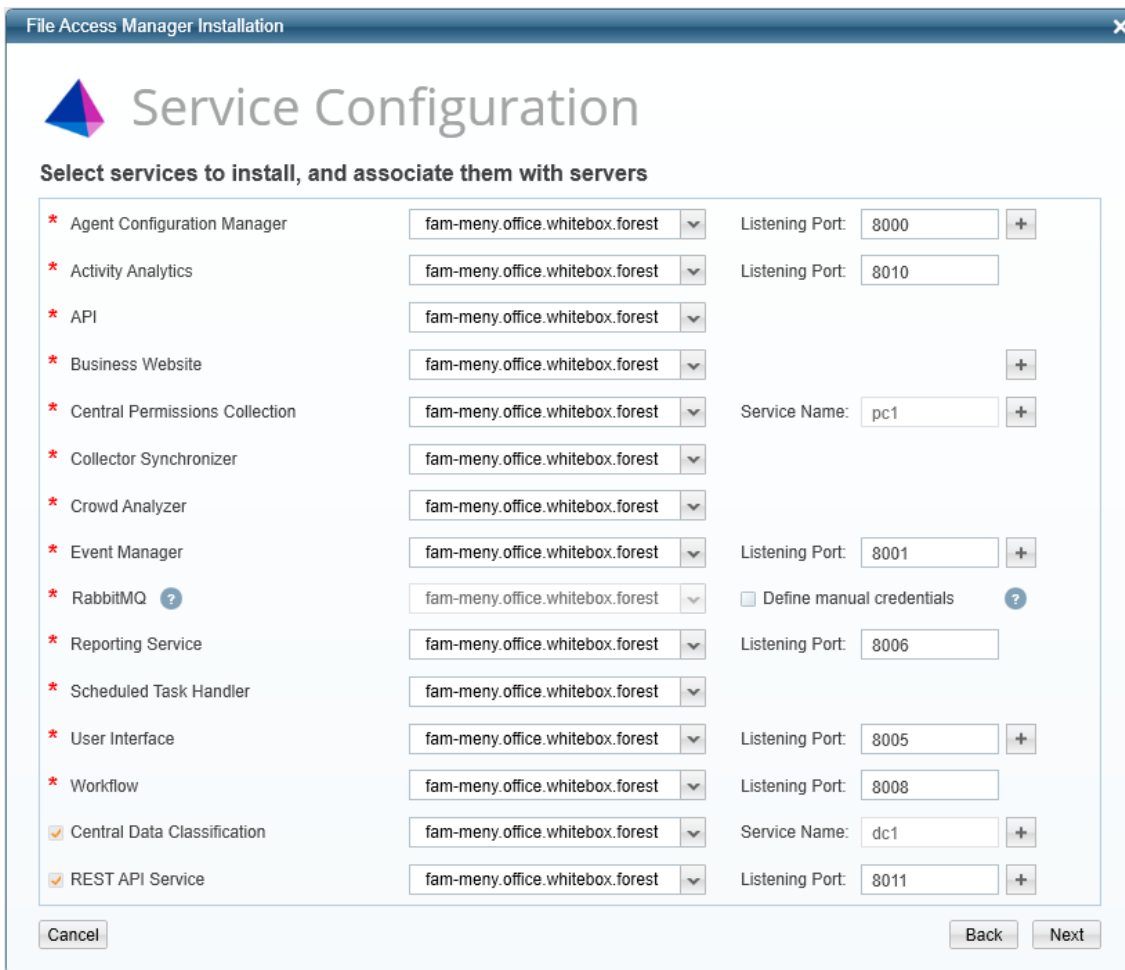 File Access Manager Installation
Service Configuration
Select services to install, and associate them with servers
* Agent Configuration Manager fam-meny.office.whitebox.forest Listening Port: 8000 +
* Activity Analytics fam-meny.office.whitebox.forest Listening Port: 8010
* API fam-meny.office.whitebox.forest
* Business Website fam-meny.office.whitebox.forest +
* Central Permissions Collection fam-meny.office.whitebox.forest Service Name: pc1 +
* Collector Synchronizer fam-meny.office.whitebox.forest
* Crowd Analyzer fam-meny.office.whitebox.forest
* Event Manager fam-meny.office.whitebox.forest Listening Port: 8001 +
* RabbitMQ ? fam-meny.office.whitebox.forest Define manual credentials ?
* Reporting Service fam-meny.office.whitebox.forest Listening Port: 8006
* Scheduled Task Handler fam-meny.office.whitebox.forest
* User Interface fam-meny.office.whitebox.forest Listening Port: 8005 +
* Workflow fam-meny.office.whitebox.forest Listening Port: 8008
Central Data Classification fam-meny.office.whitebox.forest Service Name: dc1 +
REST API Service fam-meny.office.whitebox.forest Listening Port: 8011 +
Cancel Back Next